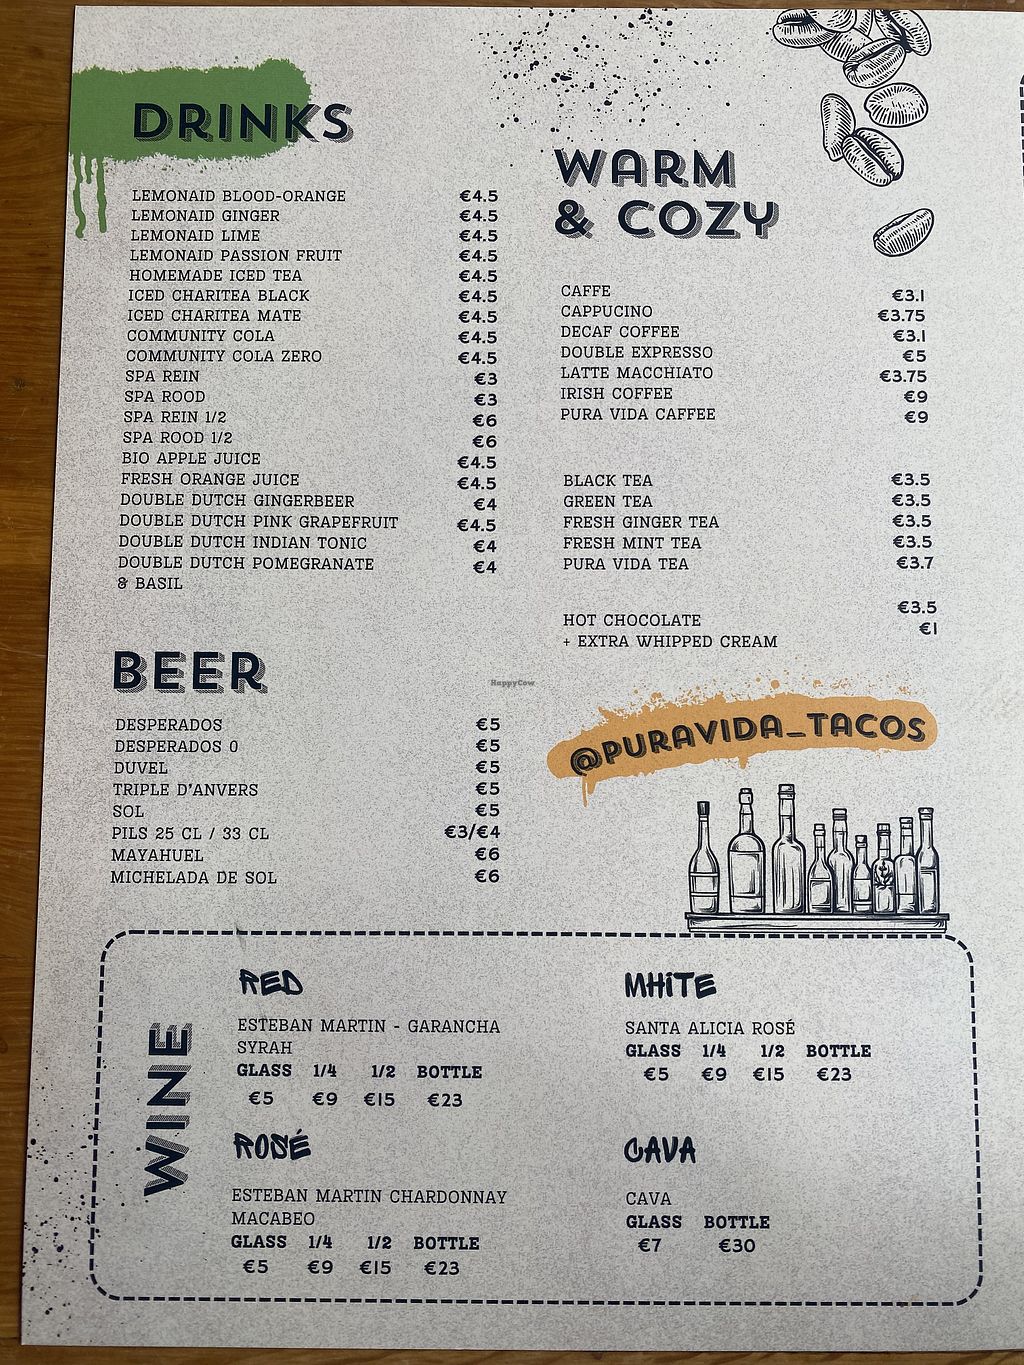 DRINKS
LEMONAID BLOOD-ORANGE €4.5
LEMONAID GINGER €4.5
LEMONAID LIME €4.5
LEMONAID PASSION FRUIT €4.5
HOMEMADE ICED TEA €4.5
ICED CHARITEA BLACK €4.5
ICED CHARITEA MATE €4.5
COMMUNITY COLA €4.5
COMMUNITY COLA ZERO €4.5
SPA REIN €3
SPA ROOD €3
SPA REIN 1/2 €6
SPA ROOD 1/2 €6
BIO APPLE JUICE €4.5
FRESH ORANGE JUICE €4.5
DOUBLE DUTCH GINGERBEER €4
DOUBLE DUTCH PINK GRAPEFRUIT €4.5
DOUBLE DUTCH INDIAN TONIC €4
DOUBLE DUTCH POMEGRANATE €4
& BASIL
BEER
DESPERADOS €5
DESPERADOS 0 €5
DUVEL €5
TRIPLE D'ANVERS €5
SOL €5
PILS 25 CL / 33 CL €3/€4
MAYAHUEL €6
MICHELADA DE SOL €6
WARM
& COZY
CAFFE €3.1
CAPPUCINO €3.75
DECAF COFFEE €3.1
DOUBLE EXPRESSO €5
LATTE MACCHIATO €3.75
IRISH COFFEE €9
PURA VIDA CAFFEE €9
BLACK TEA €3.5
GREEN TEA €3.5
FRESH GINGER TEA €3.5
FRESH MINT TEA €3.5
PURA VIDA TEA €3.7
HOT CHOCOLATE €3.5
+ EXTRA WHIPPED CREAM €1
HappyCow
@PURAVIDA_TACOS
WINE
RED
ESTEBAN MARTIN - GARANCHA
SYRAH
GLASS 1/4 1/2 BOTTLE
€5 €9 €15 €23
ROSÉ
ESTEBAN MARTIN CHARDONNAY
MACABEO
GLASS 1/4 1/2 BOTTLE
€5 €9 €15 €23
MHITE
SANTA ALICIA ROSÉ
GLASS 1/4 1/2 BOTTLE
€5 €9 €15 €23
CAVA
CAVA
GLASS BOTTLE
€7 €30